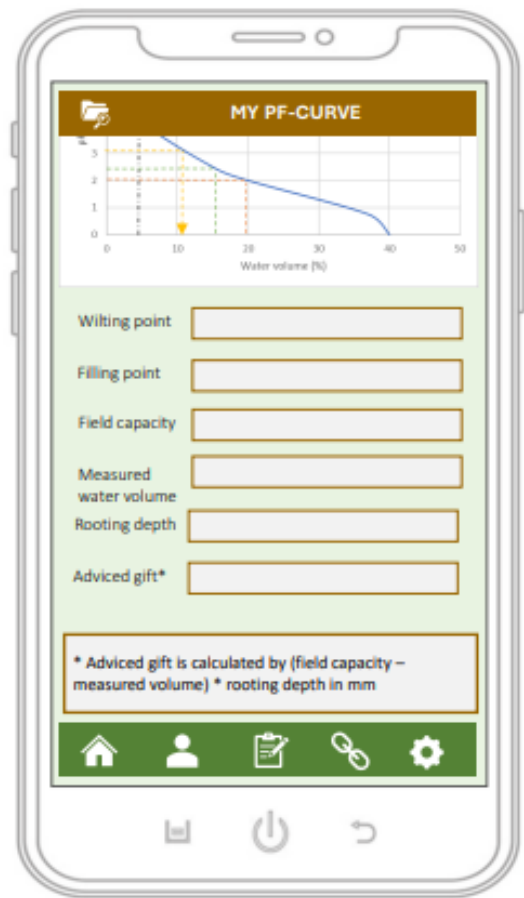 MY PF-CURVE
3
2
1
0
0 10 20 30 40 50
Water volume (%)
Wilting point
Filling point
Field capacity
Measured
water volume
Rooting depth
Adviced gift*
* Adviced gift is calculated by (field capacity –
measured volume) * rooting depth in mm